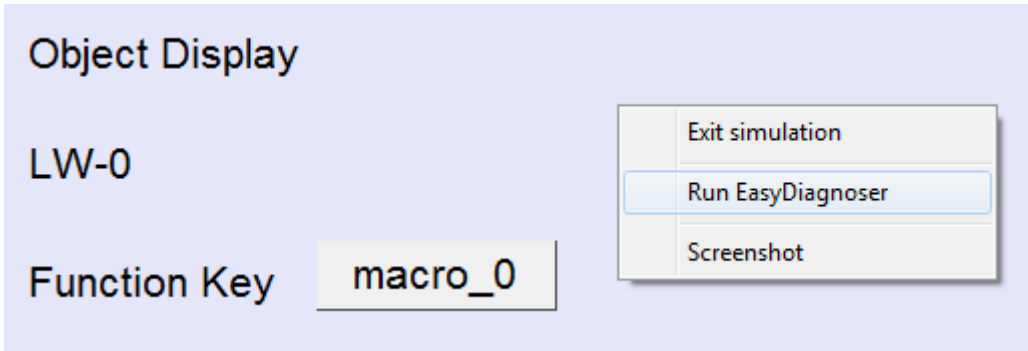 Object Display
LW-0
Function Key
macro_0
Exit simulation
Run EasyDiagnoser
Screenshot